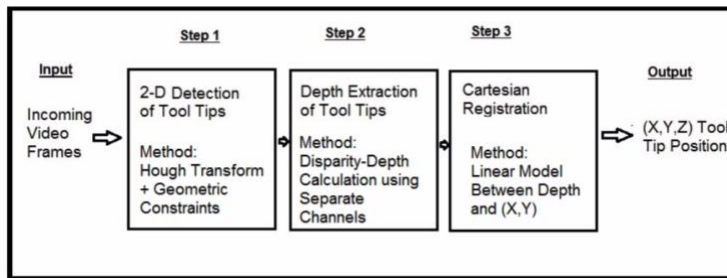 Step 1
Step 2
Step 3
Input
Output
Incoming
Video
Frames
2-D Detection
of Tool Tips
Method:
Hough Transform
+ Geometric
Constraints
Depth Extraction
of Tool Tips
Method:
Disparity-Depth
Calculation using
Separate
Channels
Cartesian
Registration
Method:
Linear Model
Between Depth
and (X,Y)
(X,Y,Z) Tool
Tip Position